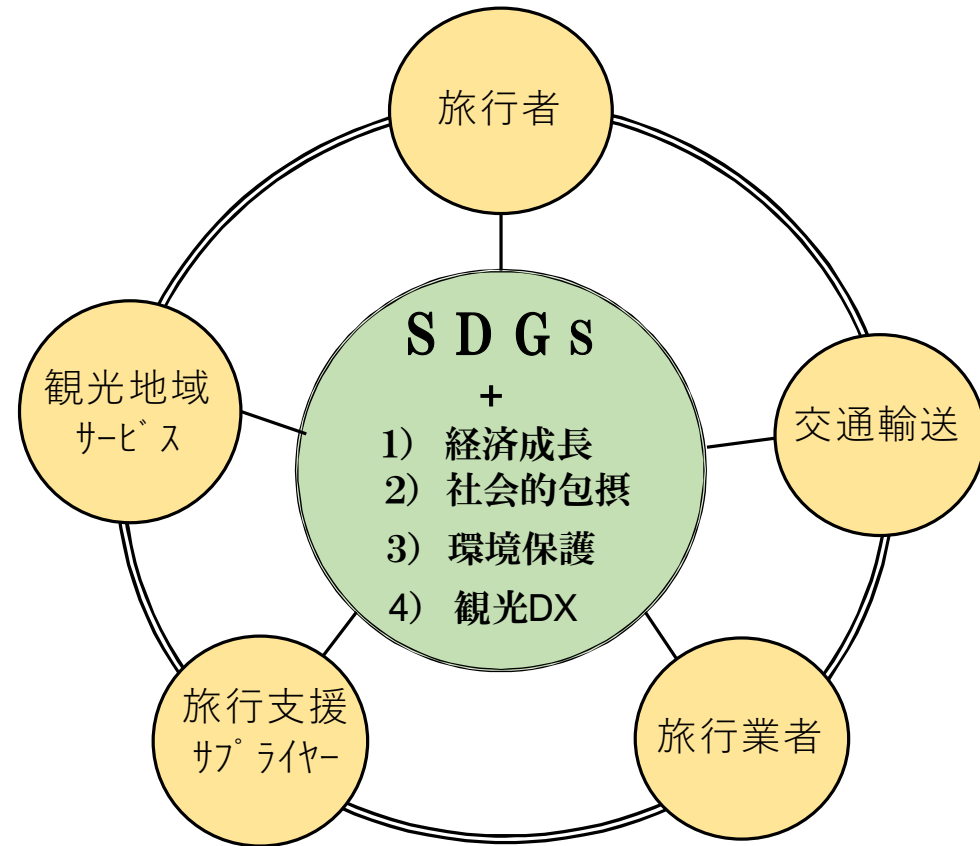 旅行者
観光地域
ｻｰﾋﾞｽ
交通輸送
SDGs
+
1） 経済成長
2） 社会的包摂
3） 環境保護
4） 観光DX
旅行支援
ｻﾌﾟﾗｲﾔｰ
旅行業者